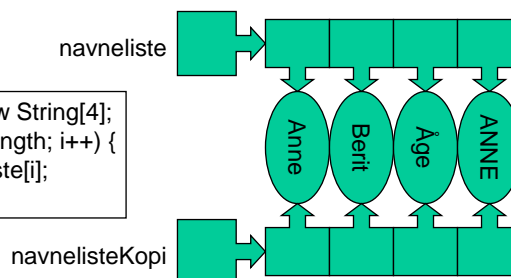 navneliste
w String[4];
ngth; i++) {
ste[i];
Anne
Berit
Åge
ANNE
navnelisteKopi